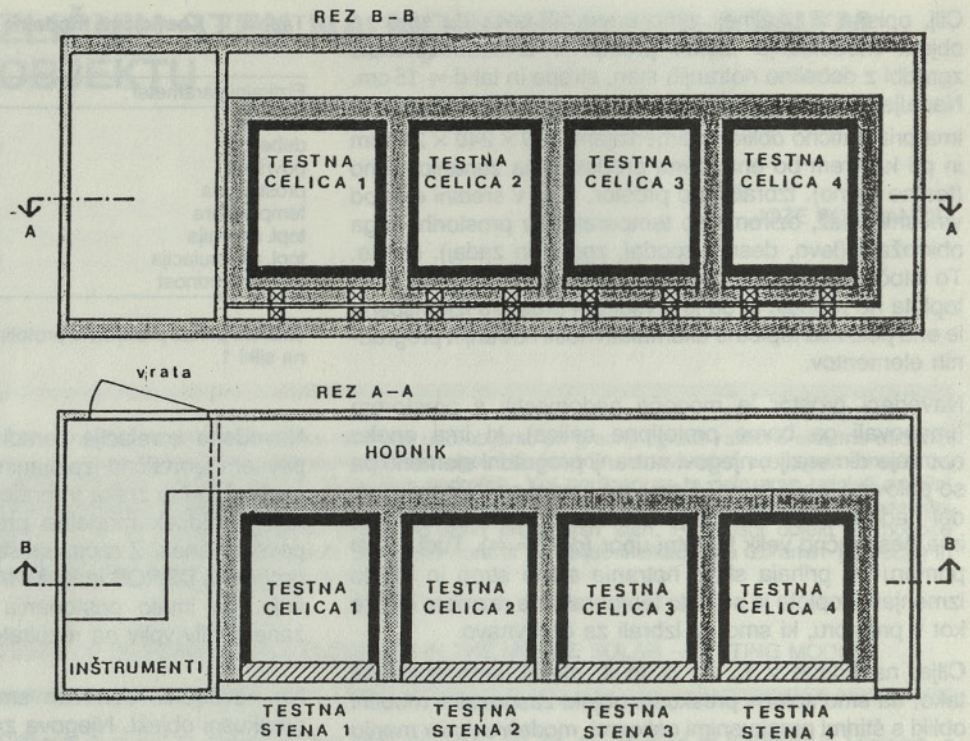 REZ B-B
TESTNA
CELICA 1
TESTNA
CELICA 2
TESTNA
CELICA 3
TESTNA
CELICA 4
A
A
vrata
REZ A-A
HODNIK
B
B
TESTNA
CELICA 1
TESTNA
CELICA 2
TESTNA
CELICA 3
TESTNA
CELICA 4
INŠTRUMENTI
TESTNA
STENA 1
TESTNA
STENA 2
TESTNA
STENA 3
TESTNA
STENA 4